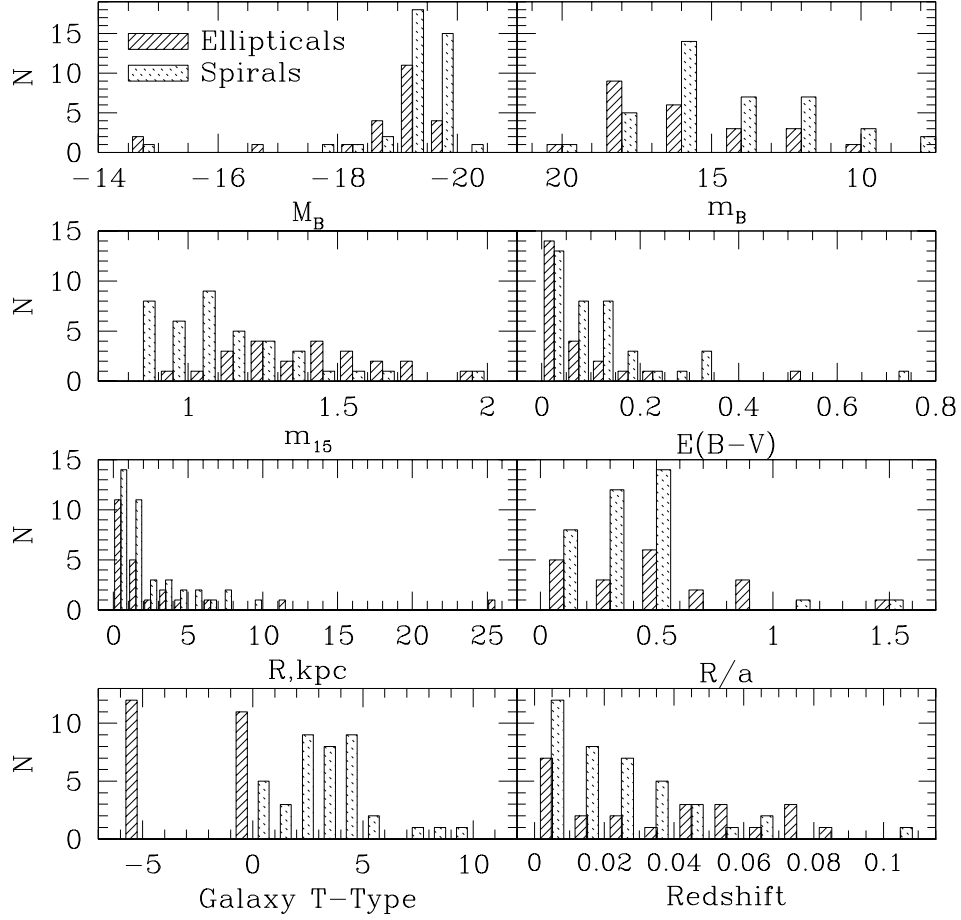 Ellipticals
Spirals
N
15
10
5
0
−14 −16 −18 −20
M_B
20 15 10
m_B
N
15
10
5
0
1 1.5 2
m_15
0 0.2 0.4 0.6 0.8
E(B−V)
N
15
10
5
0
0 5 10 15 20 25
R,kpc
0 0.5 1 1.5
R/a
N
10
5
0
−5 0 5 10
Galaxy T−Type
0 0.02 0.04 0.06 0.08 0.1
Redshift